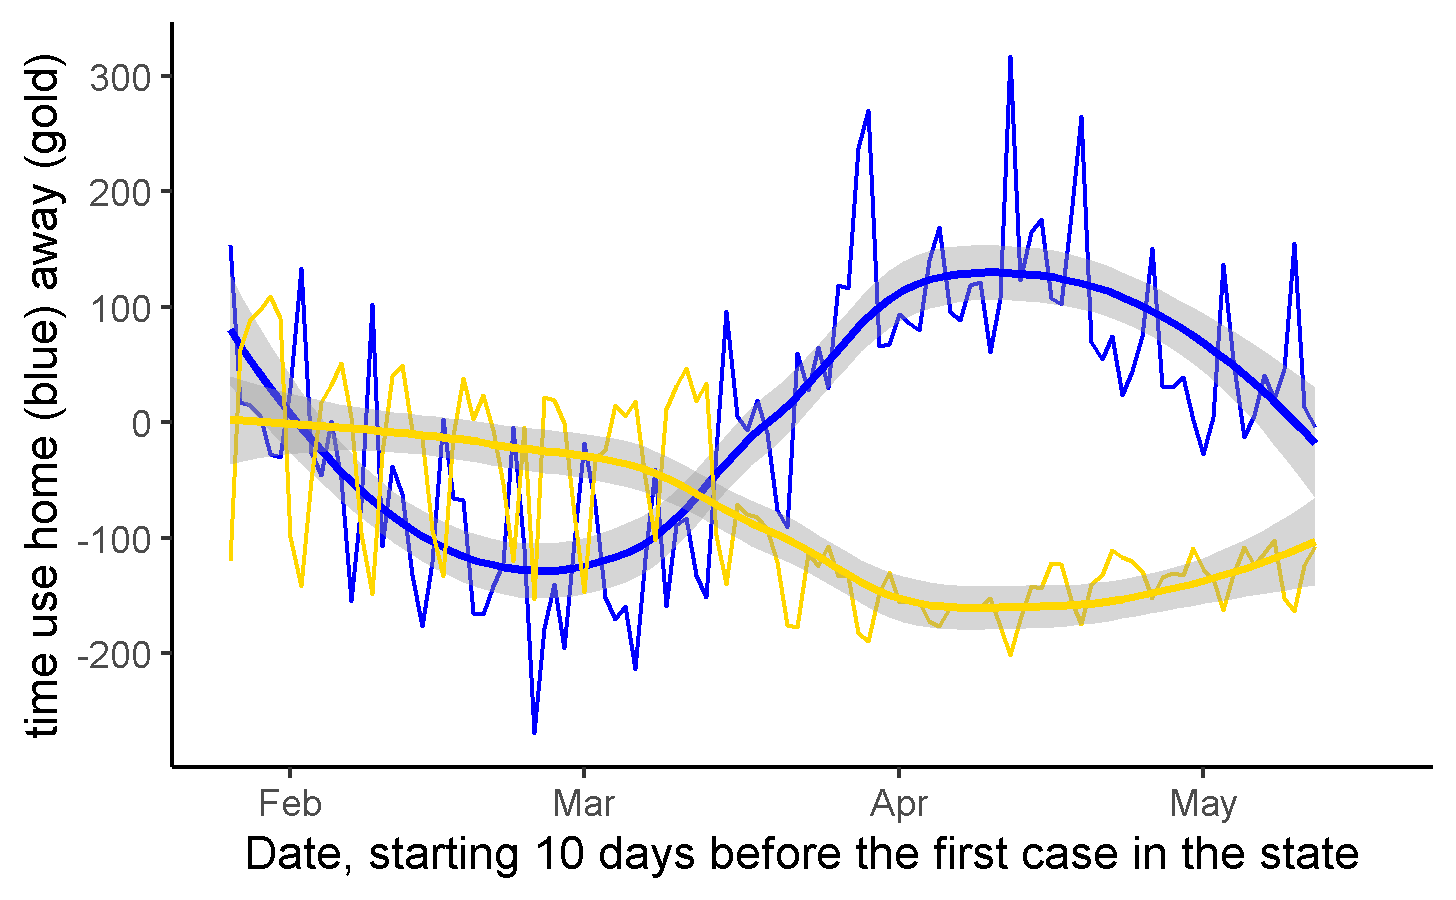 time use home (blue) away (gold)
300
200
100
0
-100
-200
Feb Mar Apr May
Date, starting 10 days before the first case in the state